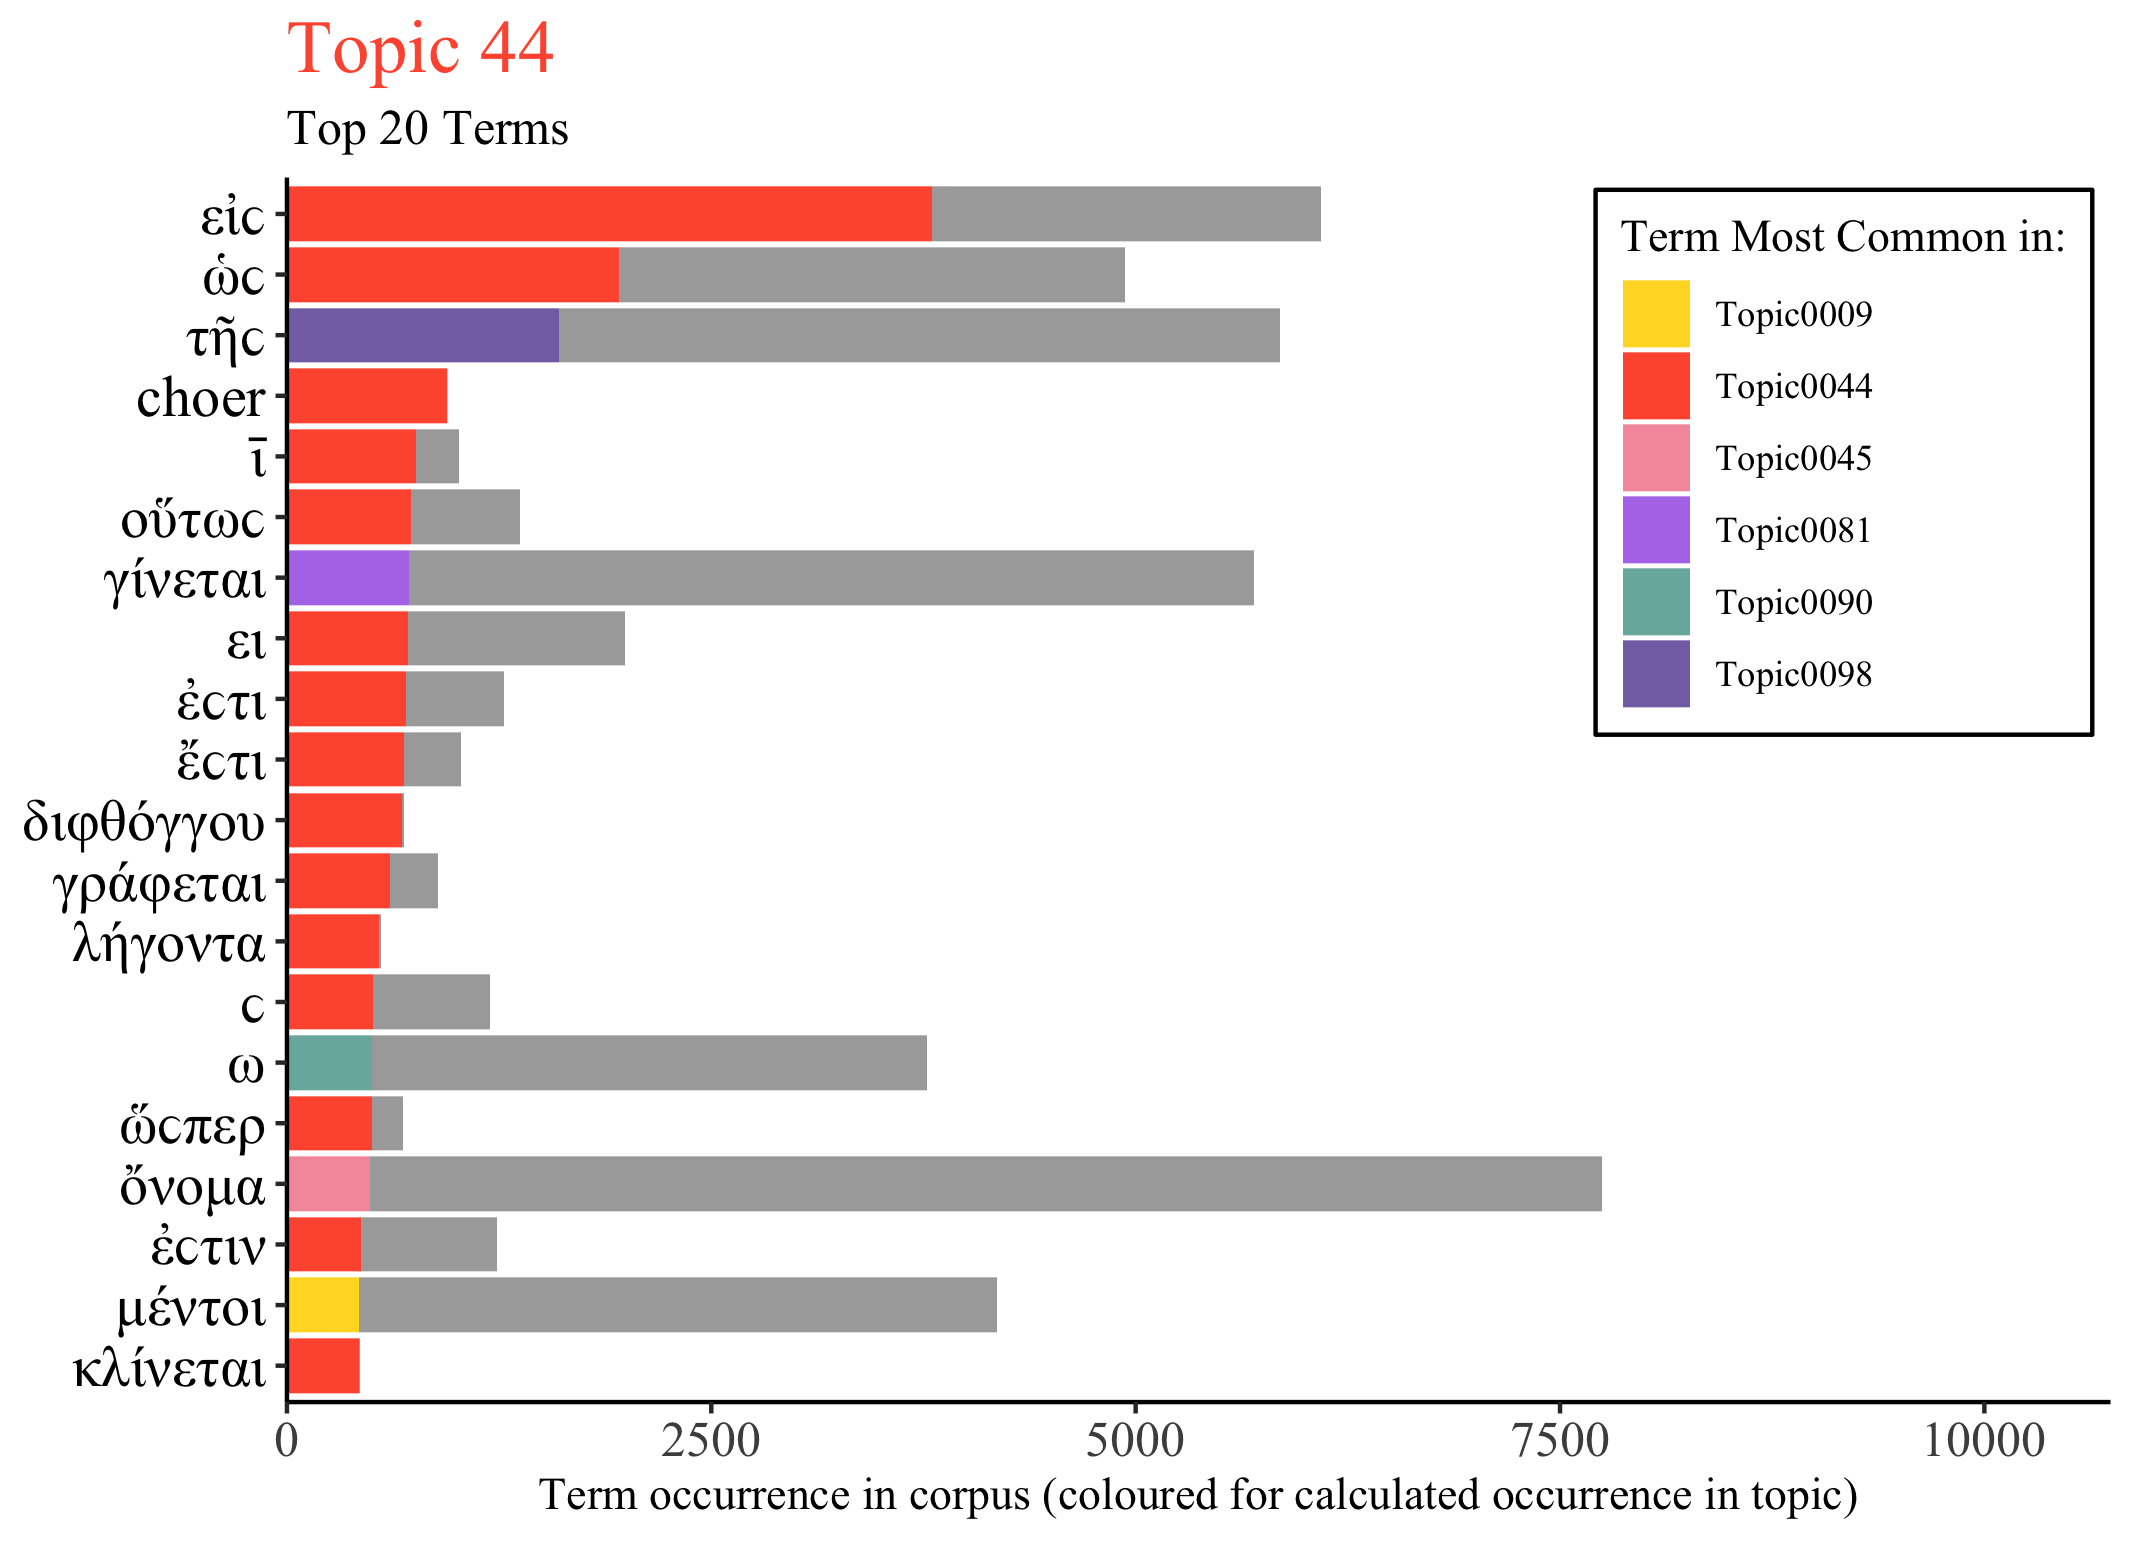 Topic 44
Top 20 Terms
εἰϲ
ὡϲ
τῆϲ
choer
ῑ
οὕτωϲ
γίνεται
ει
ἐϲτι
ἔϲτι
διφθόγγου
γράφεται
λήγοντα
ϲ
ω
ὥϲπερ
ὄνομα
ἐϲτιν
μέντοι
κλίνεται
0 2500 5000 7500 10000
Term occurrence in corpus (coloured for calculated occurrence in topic)
Term Most Common in:
Topic0009
Topic0044
Topic0045
Topic0081
Topic0090
Topic0098